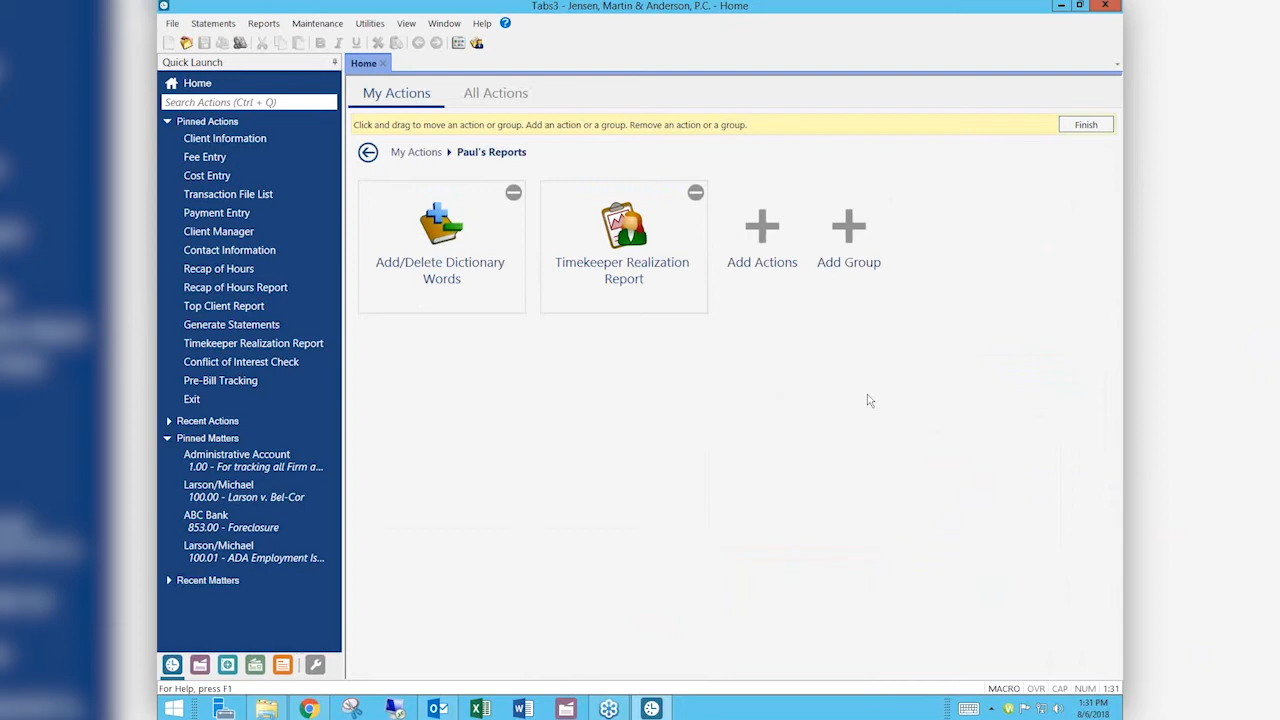 Tabs3 - Jensen, Martin & Anderson, P.C. - Home
File Statements Reports Maintenance Utilities View Window Help
Quick Launch
Home
Home
Search Actions (Ctrl + Q)
Pinned Actions
Client Information
Fee Entry
Cost Entry
Transaction File List
Payment Entry
Client Manager
Contact Information
Recap of Hours
Recap of Hours Report
Top Client Report
Generate Statements
Timekeeper Realization Report
Conflict of Interest Check
Pre-Bill Tracking
Exit
Recent Actions
Pinned Matters
Administrative Account
1.00 - For tracking all Firm a...
Larson/Michael
100.00 - Larson v. Bel-Cor
ABC Bank
853.00 - Foreclosure
Larson/Michael
100.01 - ADA Employment Is...
Recent Matters
My Actions All Actions
Click and drag to move an action or group. Add an action or a group. Remove an action or a group. Finish
My Actions Paul's Reports
Add/Delete Dictionary
Words
Timekeeper Realization
Report
Add Actions
Add Group
For Help, press F1
MACRO OVR CAP NUM 1:31
1:31 PM
8/6/2018